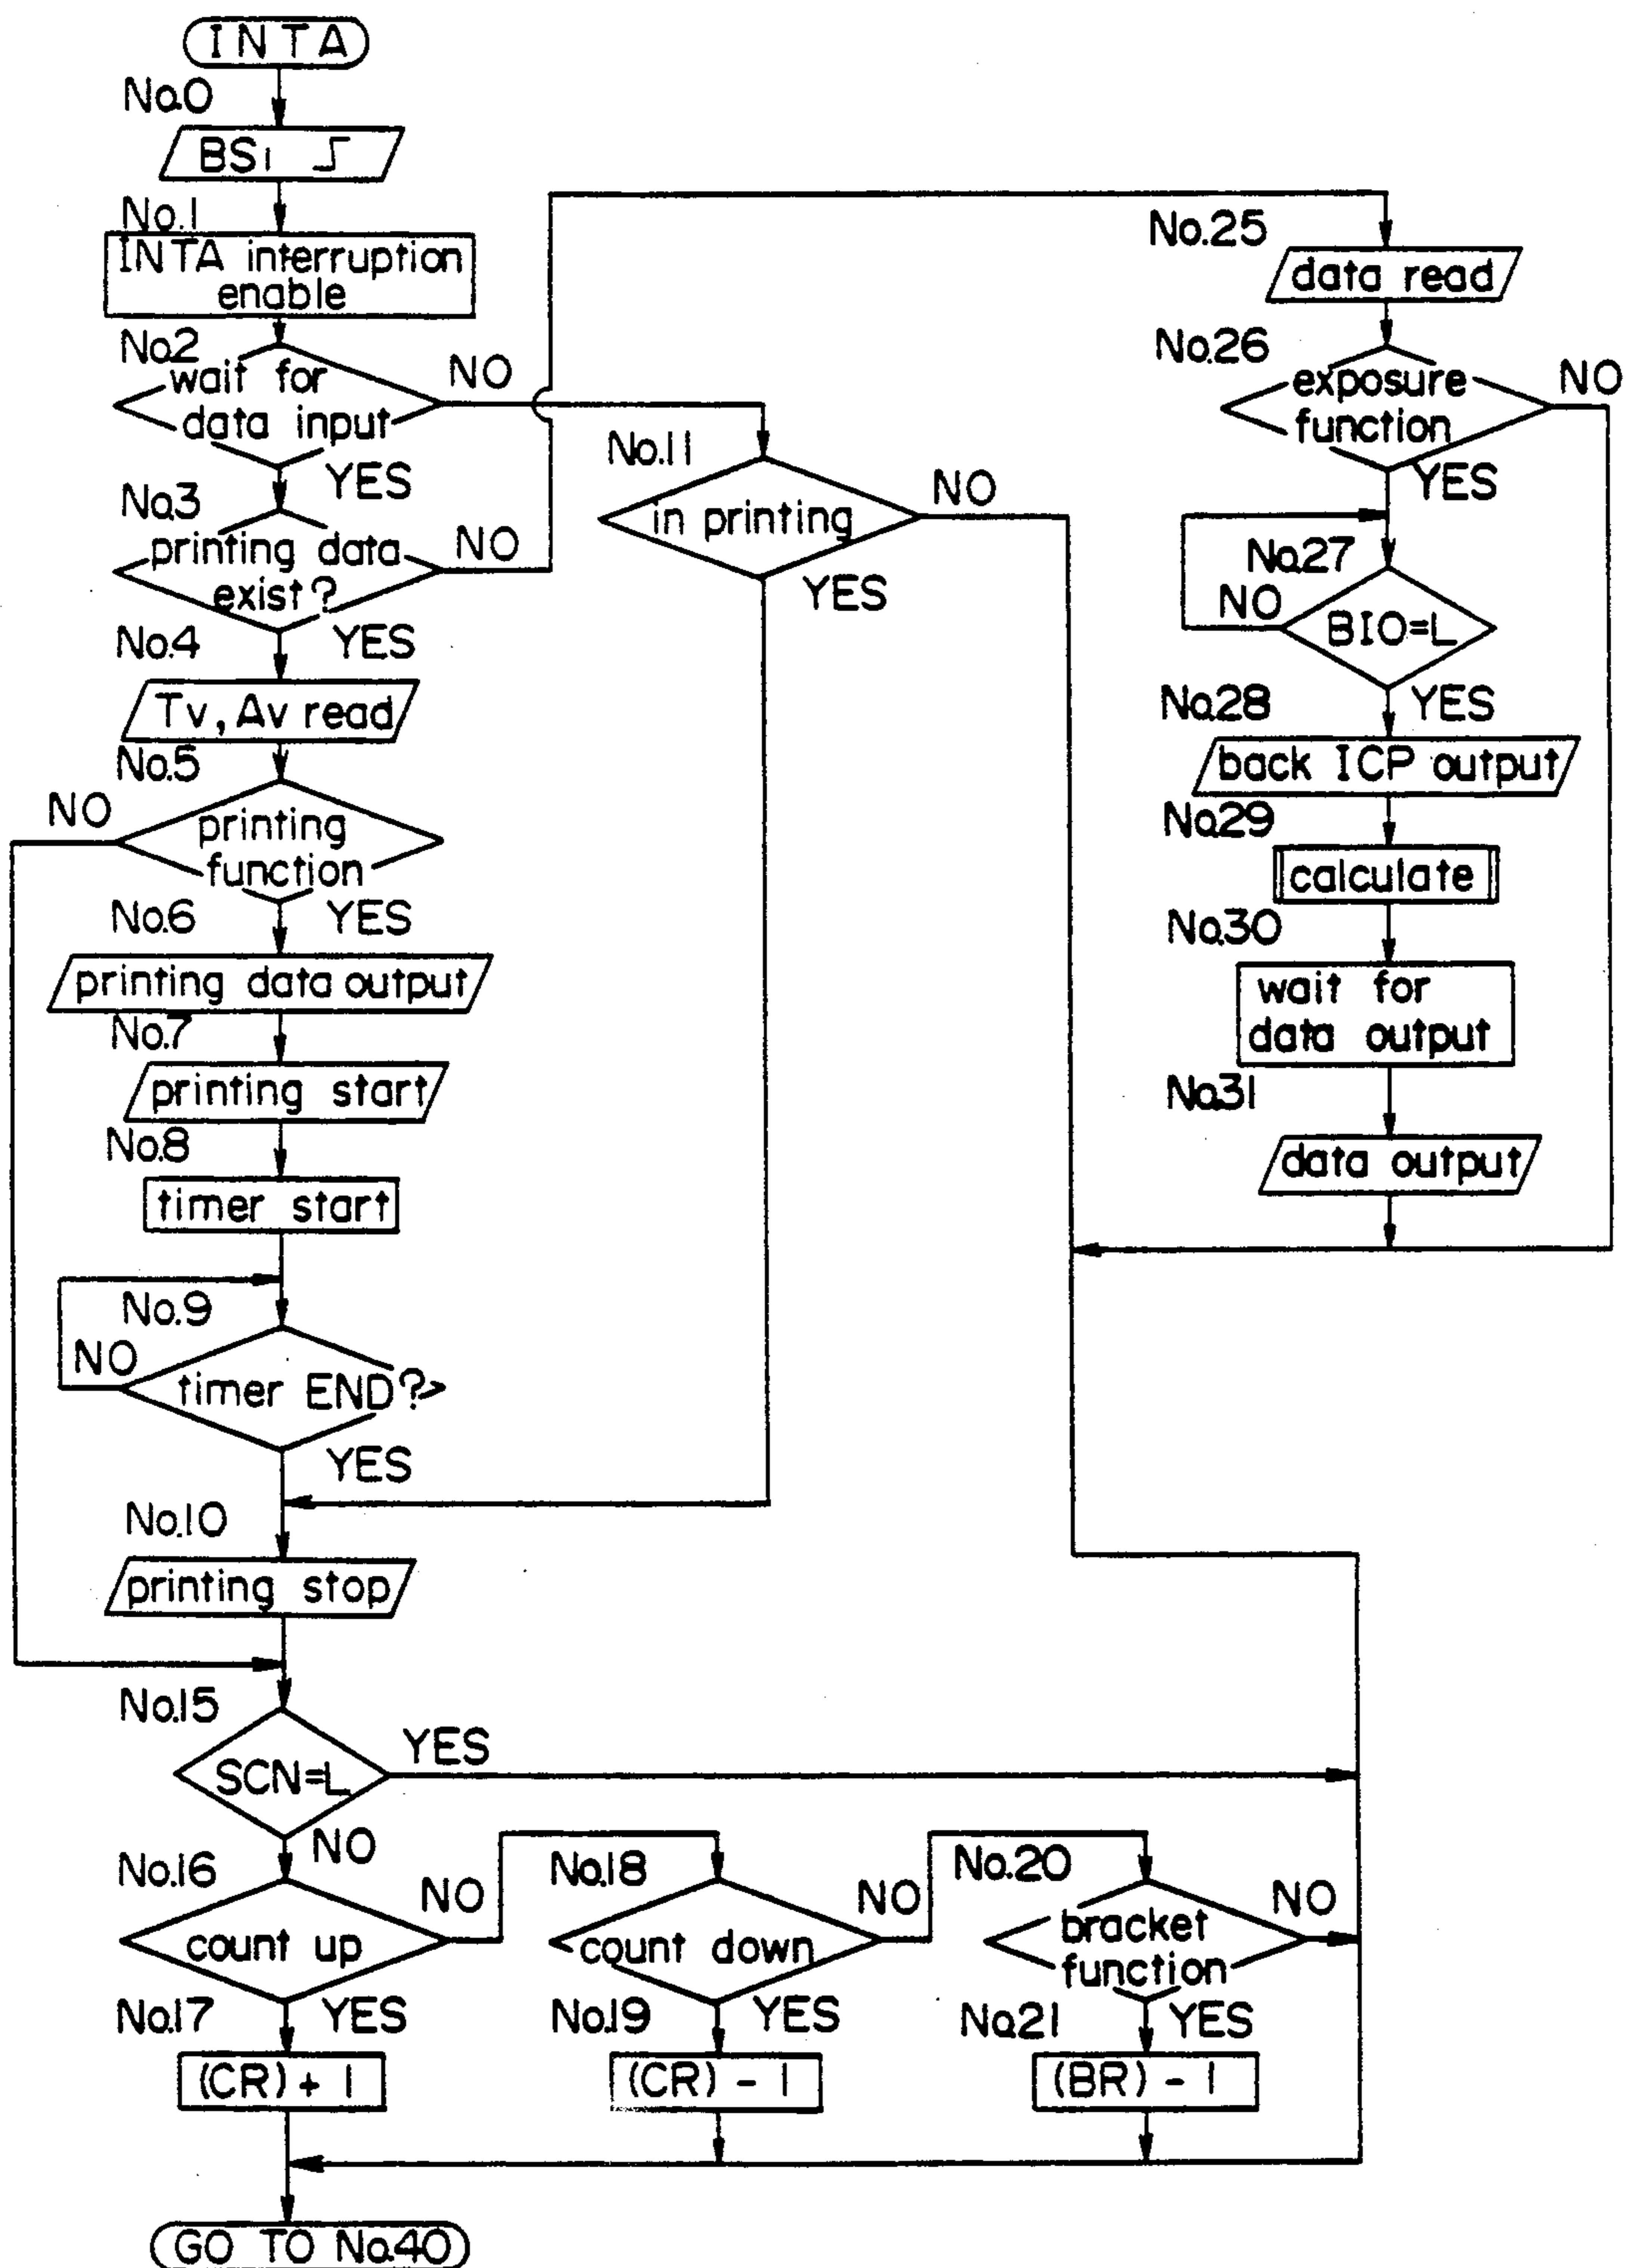 INTA
No.0
BS1
No.1
INTA interruption
enable
No.2
wait for
data input
NO
YES
No.3
printing data
exist?
NO
YES
No.4
Tv, Av read
No.5
printing
function
NO
YES
No.6
printing data output
No.7
printing start
No.8
timer start
No.9
NO
timer END?
YES
No.10
printing stop
No.11
in printing
NO
YES
No.15
SCN=L
YES
NO
No.16
count up
NO
No.17
YES
(CR)+1
No.18
count down
NO
No.19
YES
(CR)-1
No.20
bracket
function
NO
No.21
YES
(BR)-1
No.25
data read
No.26
exposure
function
NO
YES
No.27
NO
BIO=L
YES
No.28
back ICP output
No.29
calculate
No.30
wait for
data output
No.31
data output
GO TO No.40